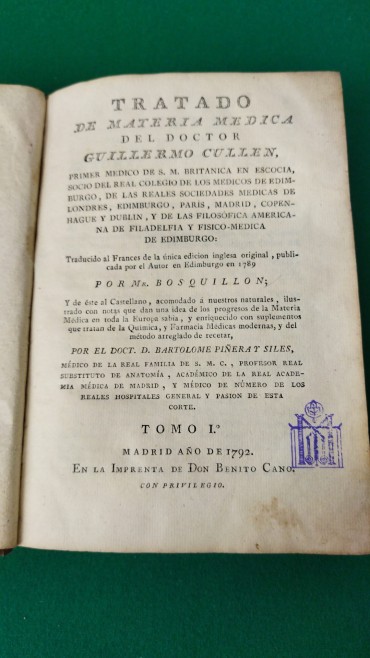 TRATADO
DE MATERIA MEDICA
DEL DOCTOR
GUILLERMO CULLEN,
PRIMER MEDICO DE S. M. BRITANICA EN ESCOCIA,
SOCIO DEL REAL COLEGIO DE LOS MEDICOS DE EDIM-
BURGO, DE LAS REALES SOCIEDADES MEDICAS DE
LONDRES, EDIMBURGO, PARIS, MADRID, COPEN-
HAGUE Y DUBLIN, Y DE LAS FILOSÓFICA AMERICA-
NA DE FILADELFIA Y FISICO-MEDICA
DE EDIMBURGO:
Traducido al Frances de la única edicion inglesa original, publi-
cada por el Autor en Edimburgo en 1789
POR MR. BOSQUILLON;
Y de éste al Castellano, acomodado á nuestros naturales, ilus-
trado con notas que dan una idea de los progresos de la Materia
Médica en toda la Europa sabia, y enriquecido con suplementos
que tratan de la Quimica, y Farmacia Médicas modernas, y del
método arreglado de recetar,
POR EL DOCT. D. BARTOLOME PIÑERA Y SILES,
MÉDICO DE LA REAL FAMILIA DE S. M. C., PROFESOR REAL
SUBSTITUTO DE ANATOMÍA, ACADÉMICO DE LA REAL ACADE-
MIA MÉDICA DE MADRID, Y MÉDICO DE NÚMERO DE LOS
REALES HOSPITALES GENERAL Y PASION DE ESTA
CORTE.
TOMO I.º
MADRID AÑO DE 1792.
EN LA IMPRENTA DE DON BENITO CANO.
CON PRIVILEGIO.